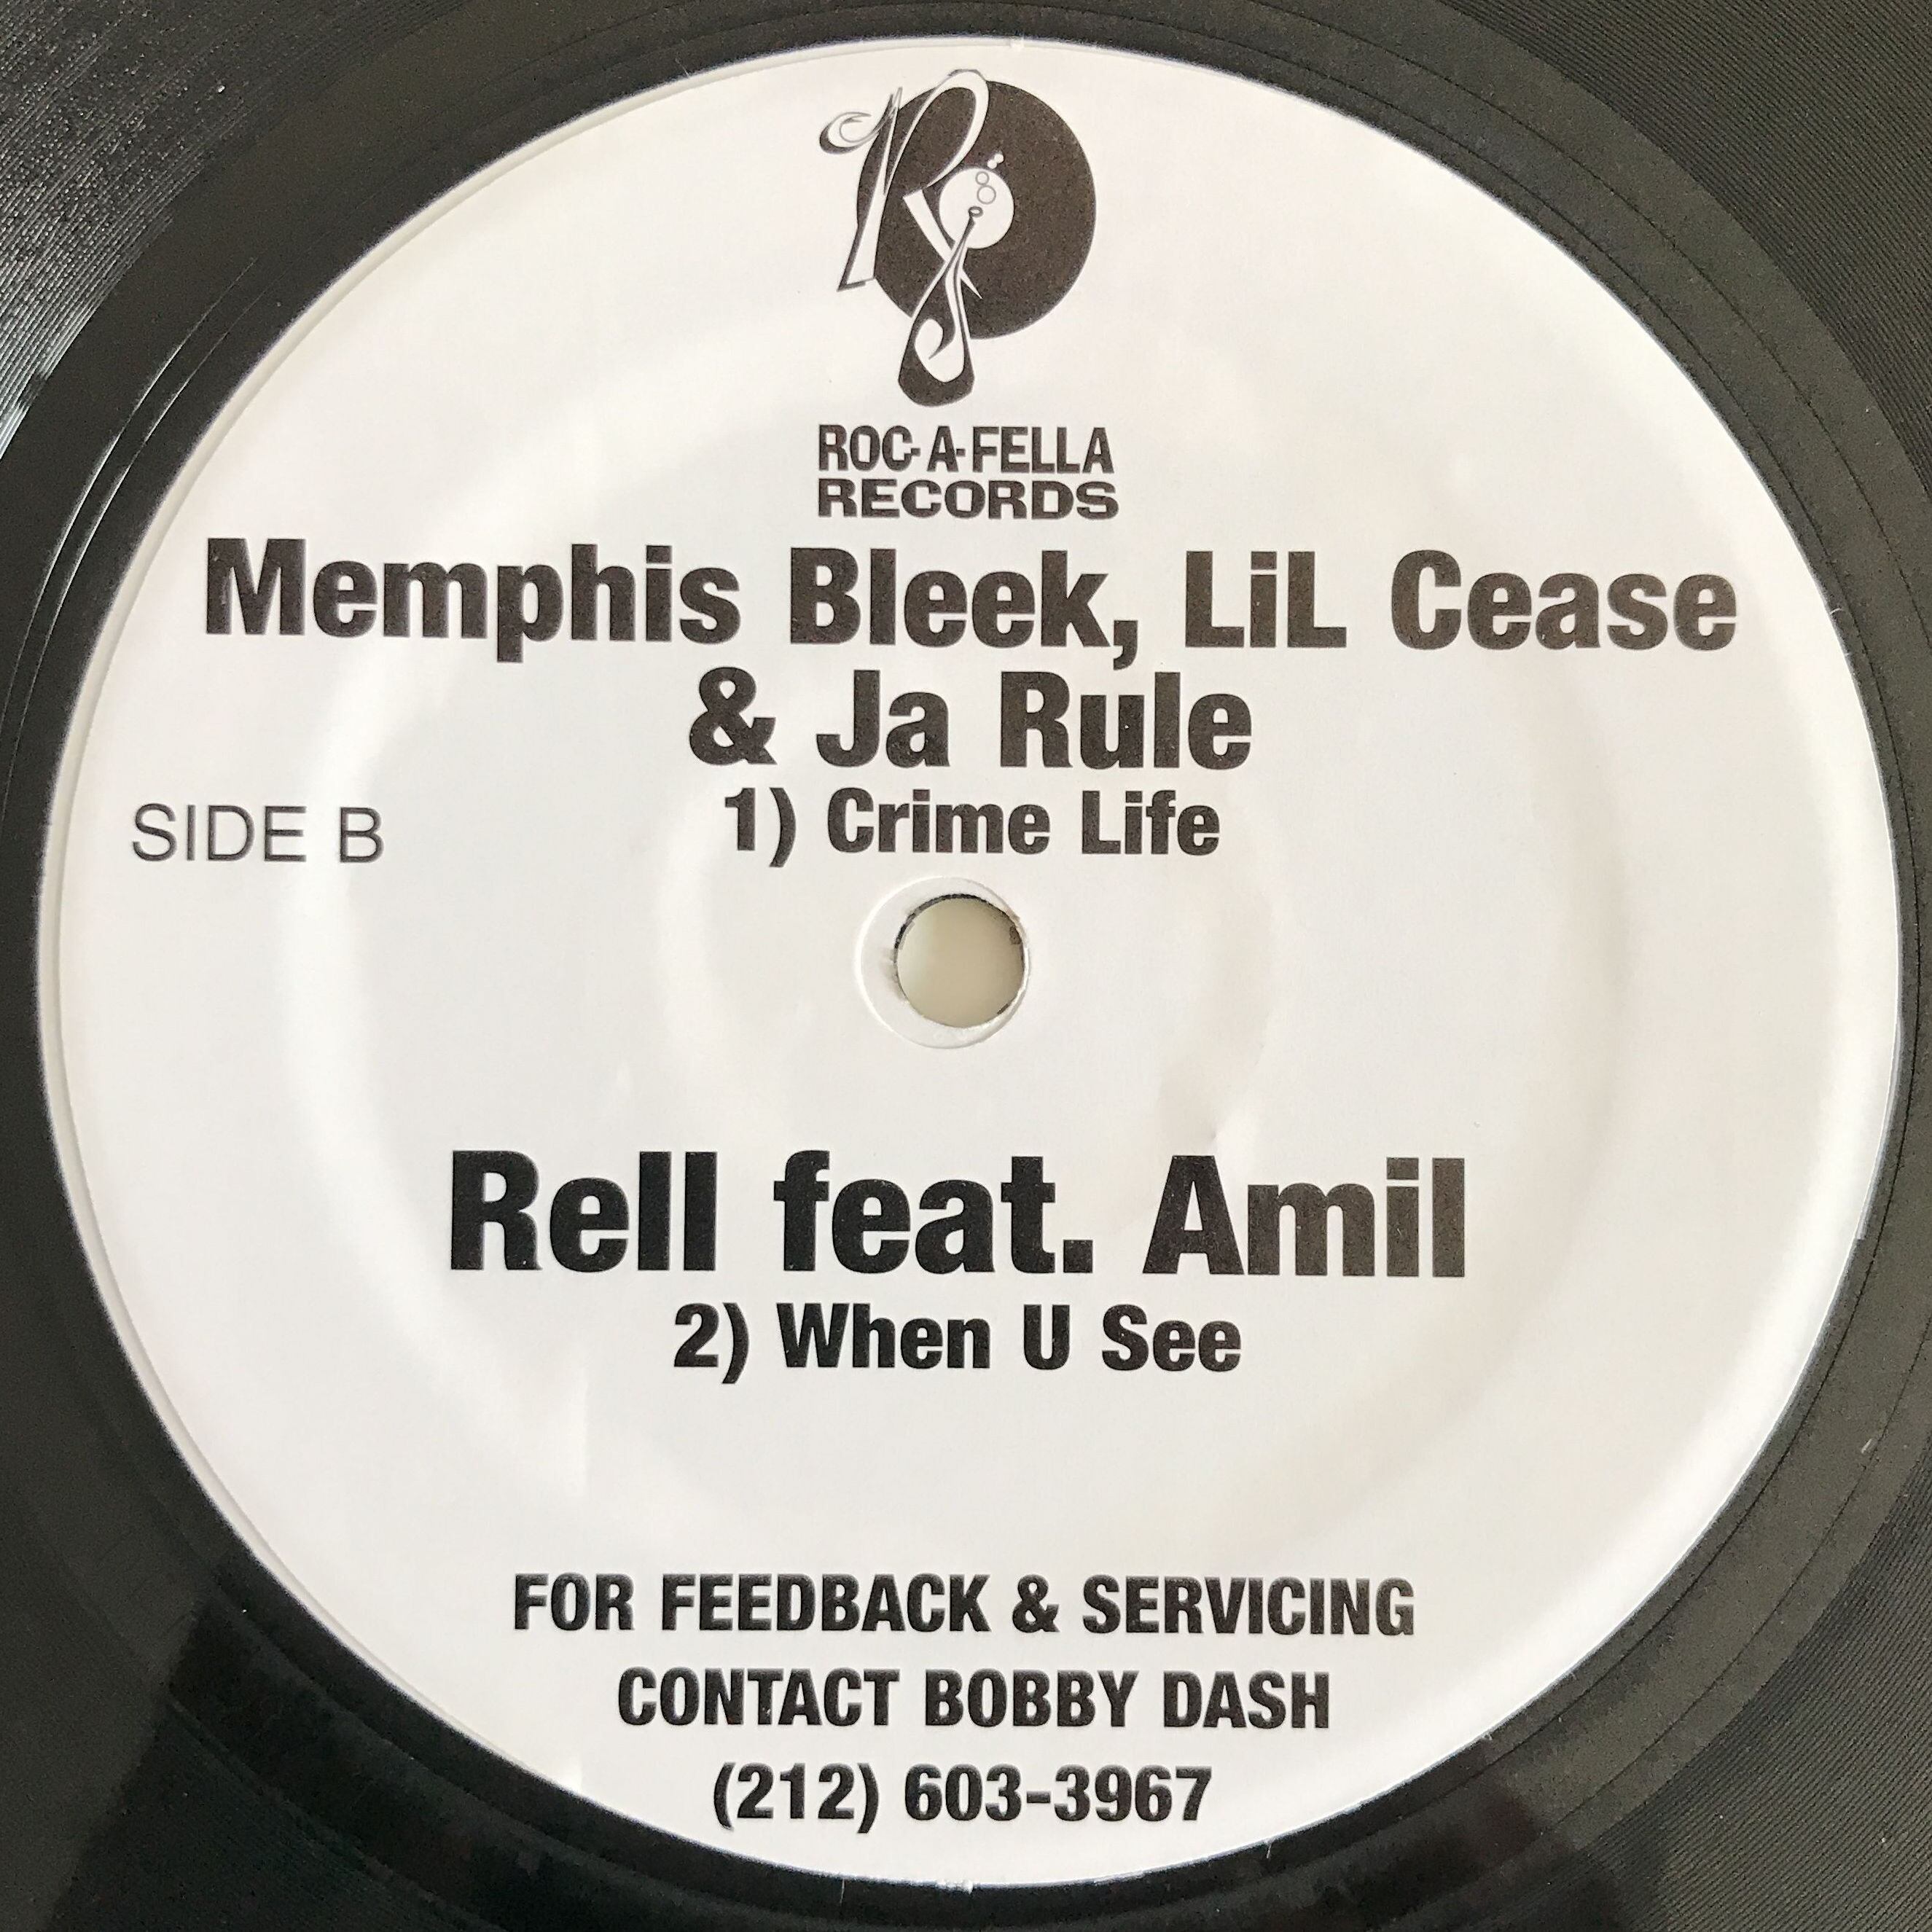 ROC-A-FELLA
RECORDS
Memphis Bleek, LiL Cease
& Ja Rule
1) Crime Life
SIDE B
Rell feat. Amil
2) When U See
FOR FEEDBACK & SERVICING
CONTACT BOBBY DASH
(212) 603-3967